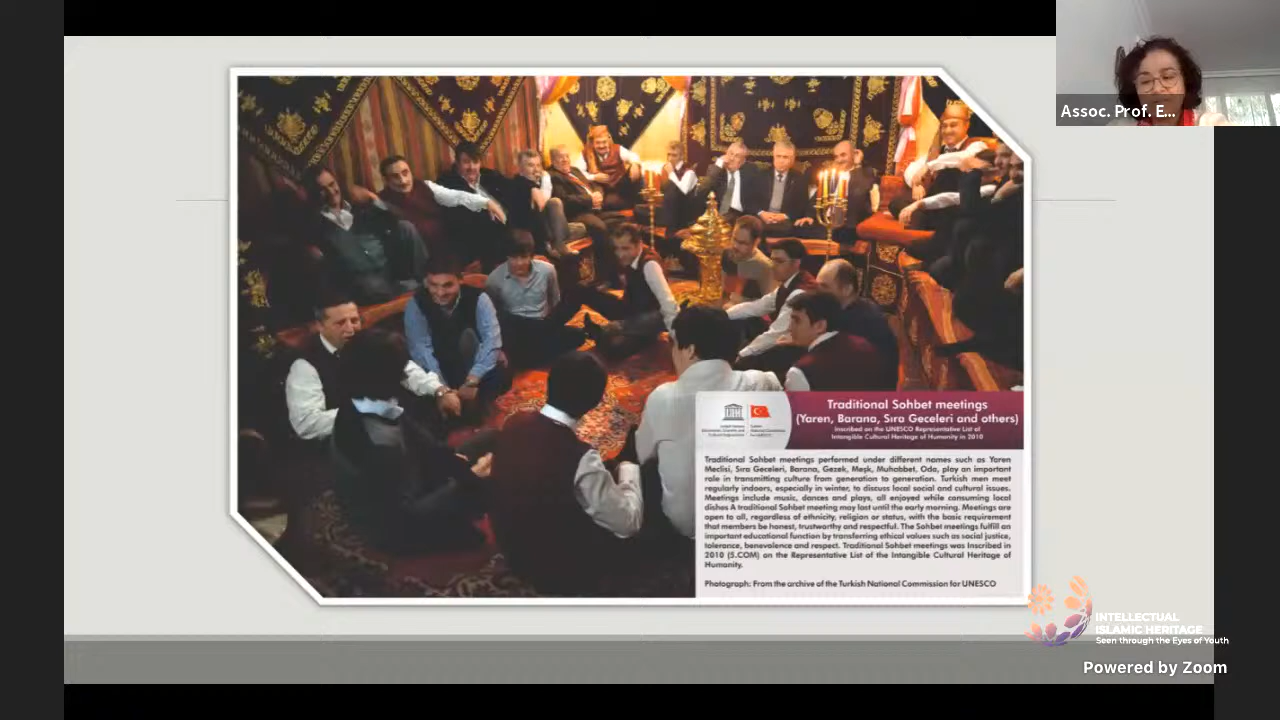 Assoc. Prof. E...
Traditional Sohbet meetings
(Yaren, Barana, Sıra Geceleri and others)
Inscribed on the UNESCO Representative List of
Intangible Cultural Heritage of Humanity in 2010
Traditional Sohbet meetings performed under different names such as Yaren
Meclisi, Sıra Geceleri, Barana, Gezek, Meşk, Muhabbet, Oda, play an important
role in transmitting culture from generation to generation. Turkish men meet
regularly indoors, especially in winter, to discuss local social and cultural issues.
Meetings include music, dances and plays, all enjoyed while consuming local
dishes A traditional Sohbet meeting may last until the early morning. Meetings are
open to all, regardless of ethnicity, religion or status, with the basic requirement
that members be honest, trustworthy and respectful. The Sohbet meetings fulfill an
important educational function by transferring ethical values such as social justice,
tolerance, benevolence and respect. Traditional Sohbet meetings was Inscribed in
2010 (5.COM) on the Representative List of the Intangible Cultural Heritage of
Humanity.
Photograph: From the archive of the Turkish National Commission for UNESCO
INTELLECTUAL
ISLAMIC HERITAGE
Seen through the Eyes of Youth
Powered by Zoom